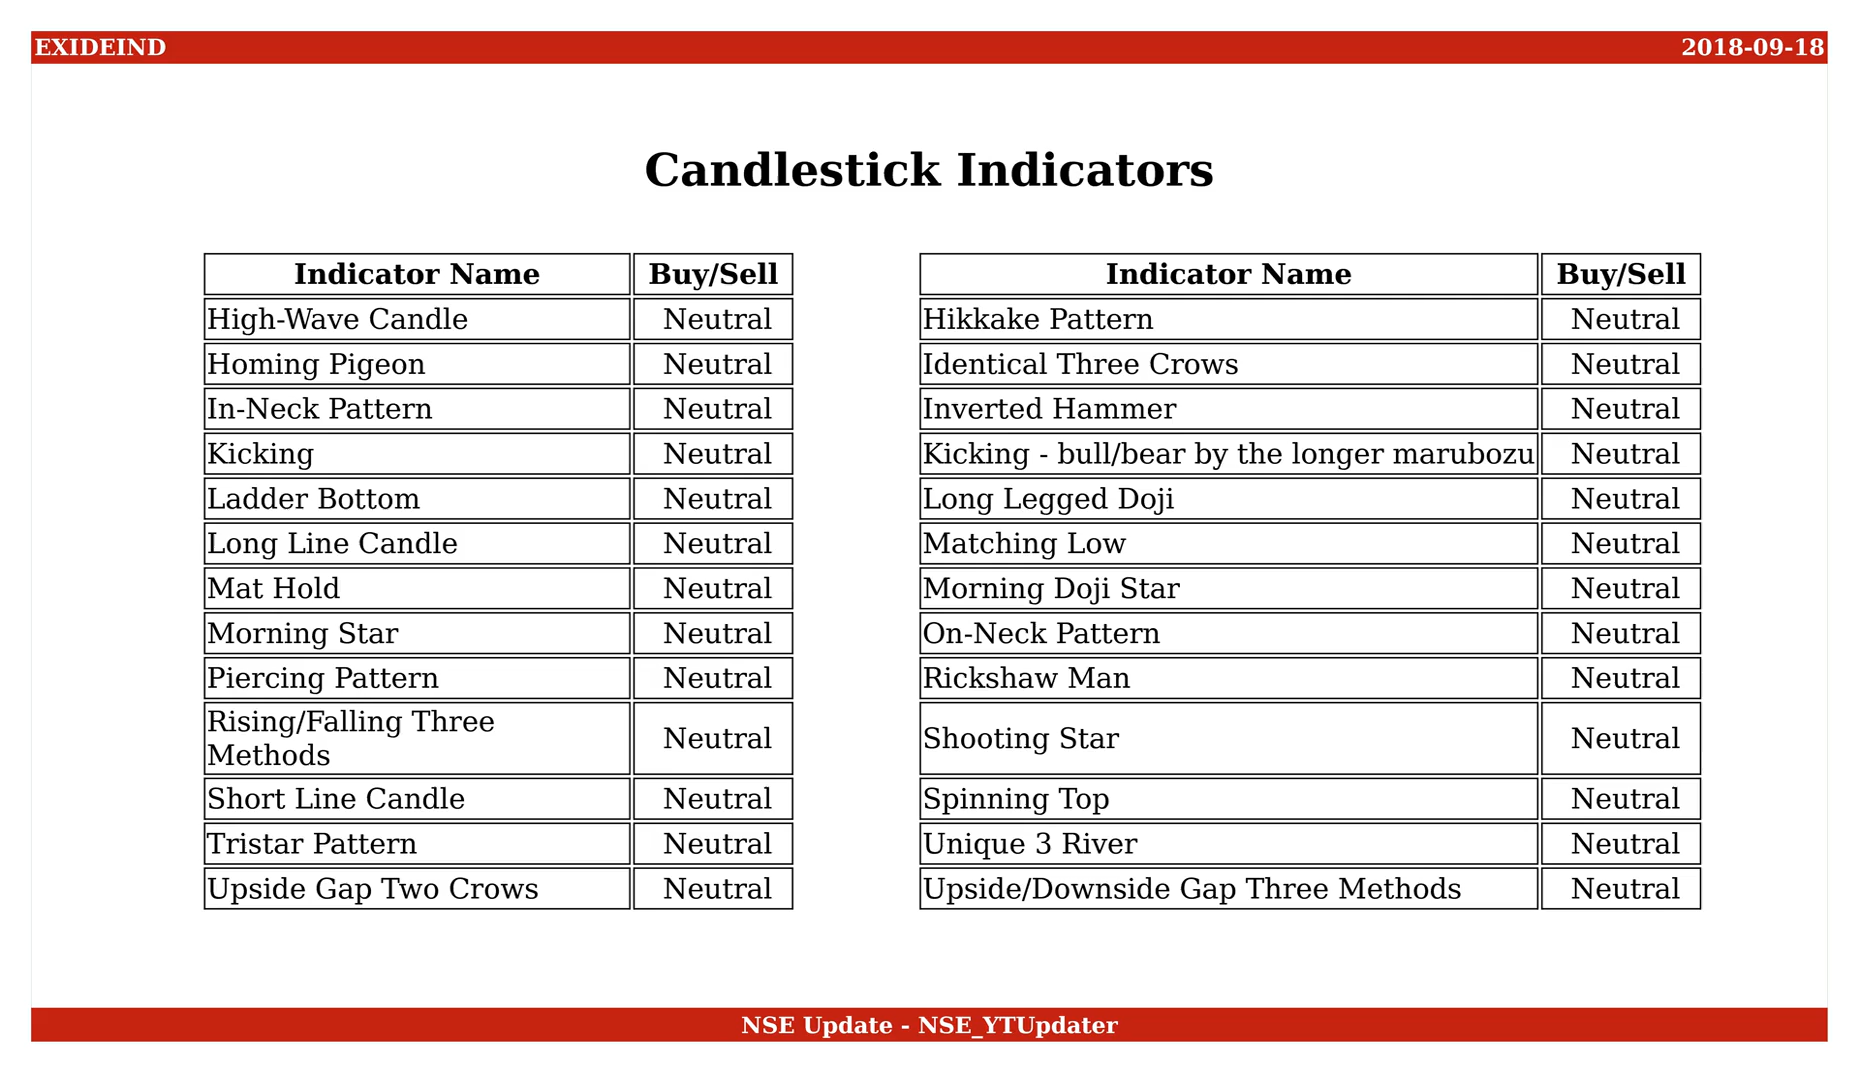 EXIDEIND 2018-09-18
Candlestick Indicators
Indicator Name Buy/Sell Indicator Name Buy/Sell
High-Wave Candle Neutral Hikkake Pattern Neutral
Homing Pigeon Neutral Identical Three Crows Neutral
In-Neck Pattern Neutral Inverted Hammer Neutral
Kicking Neutral Kicking - bull/bear by the longer marubozu Neutral
Ladder Bottom Neutral Long Legged Doji Neutral
Long Line Candle Neutral Matching Low Neutral
Mat Hold Neutral Morning Doji Star Neutral
Morning Star Neutral On-Neck Pattern Neutral
Piercing Pattern Neutral Rickshaw Man Neutral
Rising/Falling Three
Methods Neutral Shooting Star Neutral
Short Line Candle Neutral Spinning Top Neutral
Tristar Pattern Neutral Unique 3 River Neutral
Upside Gap Two Crows Neutral Upside/Downside Gap Three Methods Neutral
NSE Update - NSE_YTUpdater